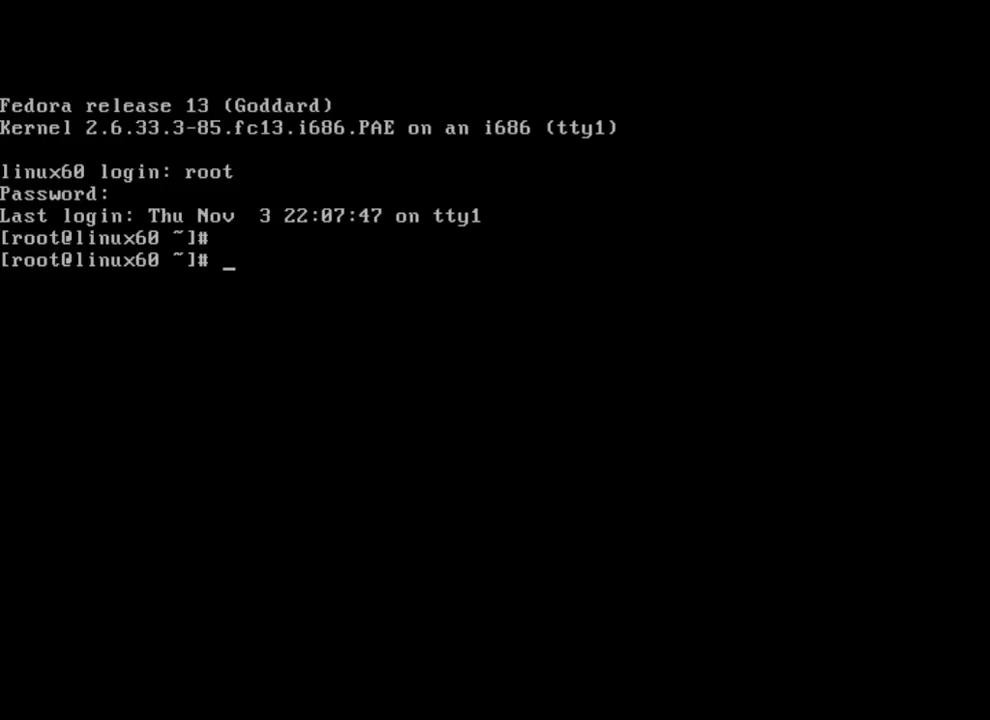 Fedora release 13 (Goddard)
Kernel 2.6.33.3-85.fc13.i686.PAE on an i686 (tty1)
linux60 login: root
Password:
Last login: Thu Nov  3 22:07:47 on tty1
[root@linux60 ~]#
[root@linux60 ~]# _